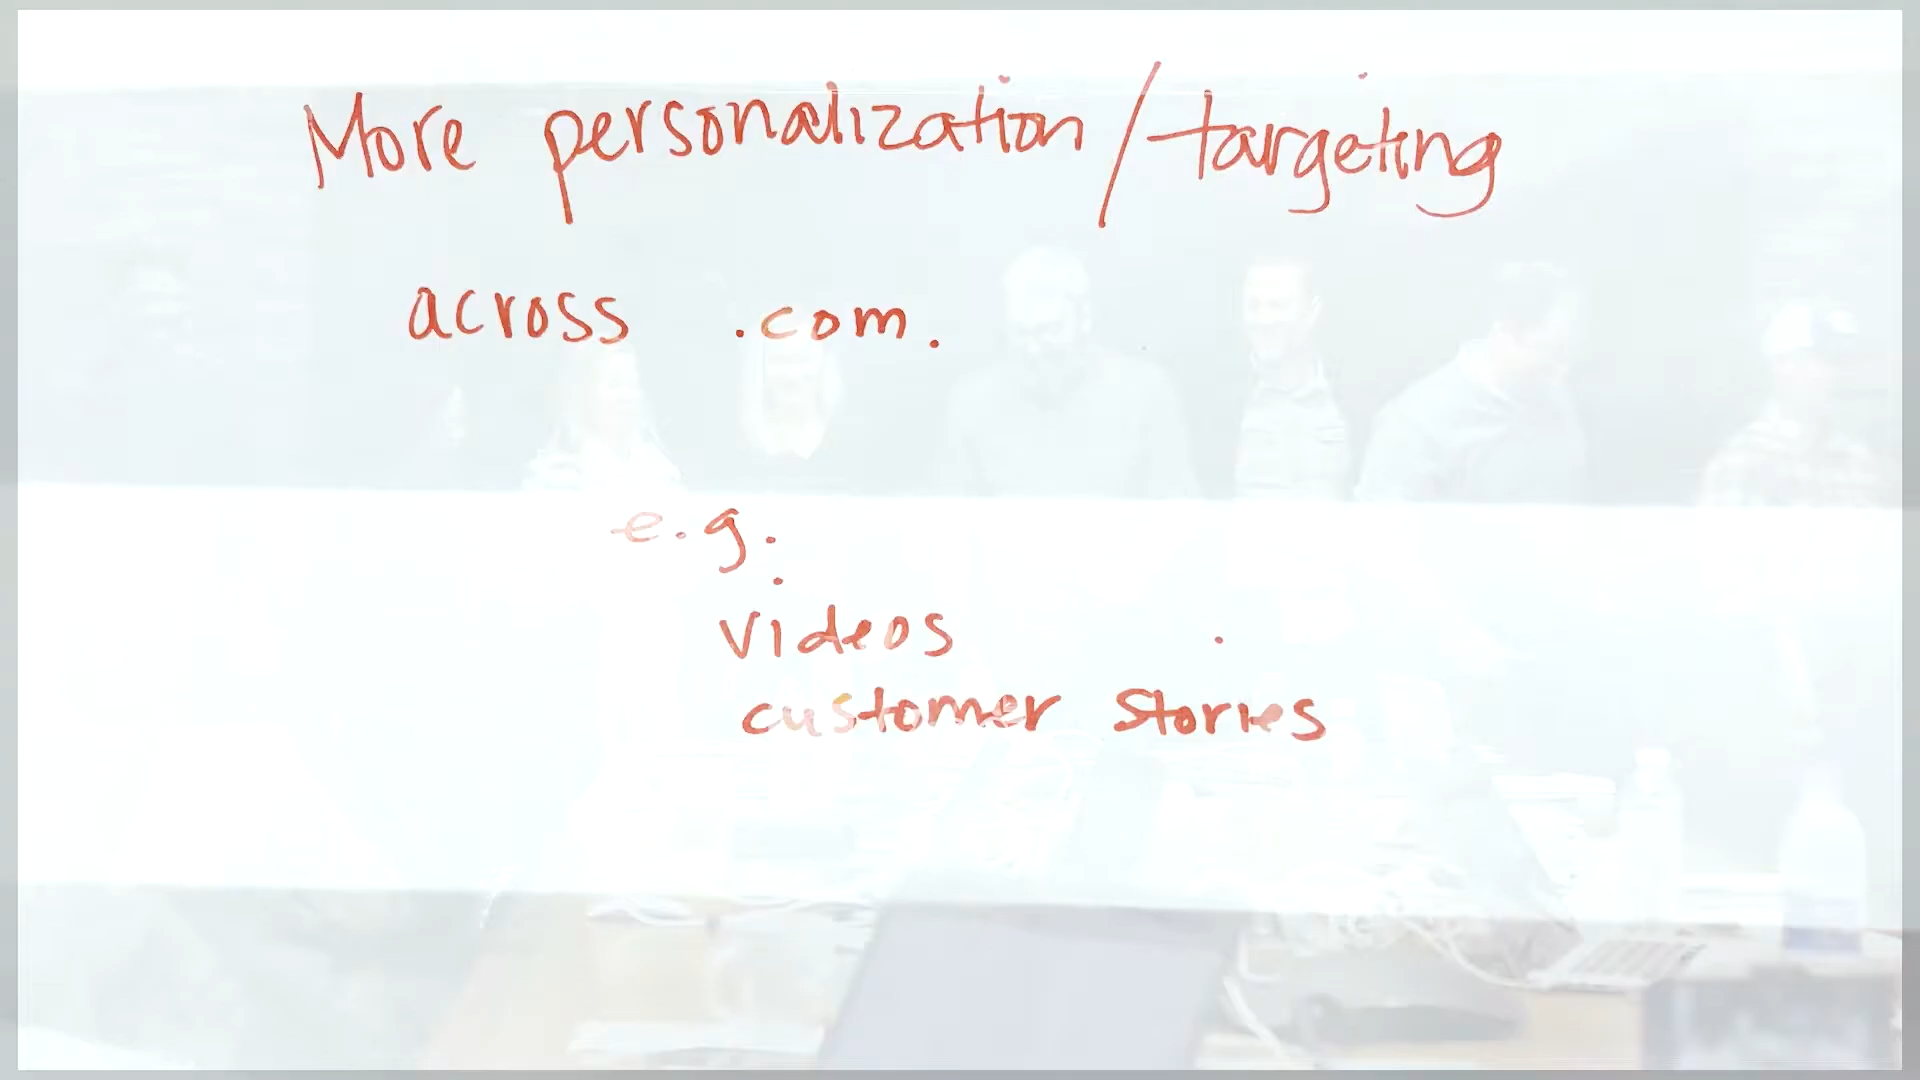 More personalization/targeting
across .com.
e.g.
videos
customer stories